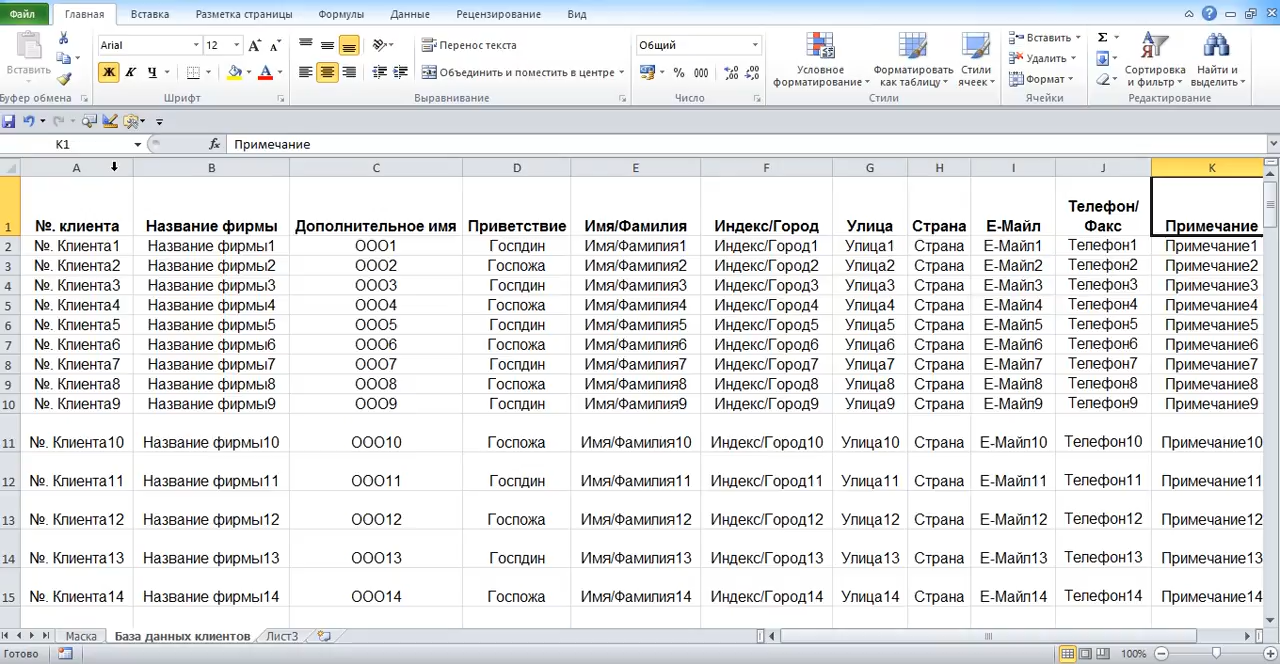 Файл Главная Вставка Разметка страницы Формулы Данные Рецензирование Вид
Вставить
Arial 12
Ж К Ч
Перенос текста
Объединить и поместить в центре
Общий
% 000
Условное форматирование
Форматировать как таблицу
Стили ячеек
Вставить
Удалить
Формат
Сортировка и фильтр
Найти и выделить
Буфер обмена Шрифт Выравнивание Число Стили Ячейки Редактирование
K1 fx Примечание
A B C D E F G H I J K
1 №. клиента Название фирмы Дополнительное имя Приветствие Имя/Фамилия Индекс/Город Улица Страна Е-Майл Телефон/Факс Примечание
2 №. Клиента1 Название фирмы1 ООО1 Госпдин Имя/Фамилия1 Индекс/Город1 Улица1 Страна Е-Майл1 Телефон1 Примечание1
3 №. Клиента2 Название фирмы2 ООО2 Госпожа Имя/Фамилия2 Индекс/Город2 Улица2 Страна Е-Майл2 Телефон2 Примечание2
4 №. Клиента3 Название фирмы3 ООО3 Госпдин Имя/Фамилия3 Индекс/Город3 Улица3 Страна Е-Майл3 Телефон3 Примечание3
5 №. Клиента4 Название фирмы4 ООО4 Госпожа Имя/Фамилия4 Индекс/Город4 Улица4 Страна Е-Майл4 Телефон4 Примечание4
6 №. Клиента5 Название фирмы5 ООО5 Госпдин Имя/Фамилия5 Индекс/Город5 Улица5 Страна Е-Майл5 Телефон5 Примечание5
7 №. Клиента6 Название фирмы6 ООО6 Госпожа Имя/Фамилия6 Индекс/Город6 Улица6 Страна Е-Майл6 Телефон6 Примечание6
8 №. Клиента7 Название фирмы7 ООО7 Госпдин Имя/Фамилия7 Индекс/Город7 Улица7 Страна Е-Майл7 Телефон7 Примечание7
9 №. Клиента8 Название фирмы8 ООО8 Госпожа Имя/Фамилия8 Индекс/Город8 Улица8 Страна Е-Майл8 Телефон8 Примечание8
10 №. Клиента9 Название фирмы9 ООО9 Госпдин Имя/Фамилия9 Индекс/Город9 Улица9 Страна Е-Майл9 Телефон9 Примечание9
11 №. Клиента10 Название фирмы10 ООО10 Госпожа Имя/Фамилия10 Индекс/Город10 Улица10 Страна Е-Майл10 Телефон10 Примечание10
12 №. Клиента11 Название фирмы11 ООО11 Госпдин Имя/Фамилия11 Индекс/Город11 Улица11 Страна Е-Майл11 Телефон11 Примечание11
13 №. Клиента12 Название фирмы12 ООО12 Госпожа Имя/Фамилия12 Индекс/Город12 Улица12 Страна Е-Майл12 Телефон12 Примечание12
14 №. Клиента13 Название фирмы13 ООО13 Госпдин Имя/Фамилия13 Индекс/Город13 Улица13 Страна Е-Майл13 Телефон13 Примечание13
15 №. Клиента14 Название фирмы14 ООО14 Госпожа Имя/Фамилия14 Индекс/Город14 Улица14 Страна Е-Майл14 Телефон14 Примечание14
Маска База данных клиентов Лист3
Готово 100%